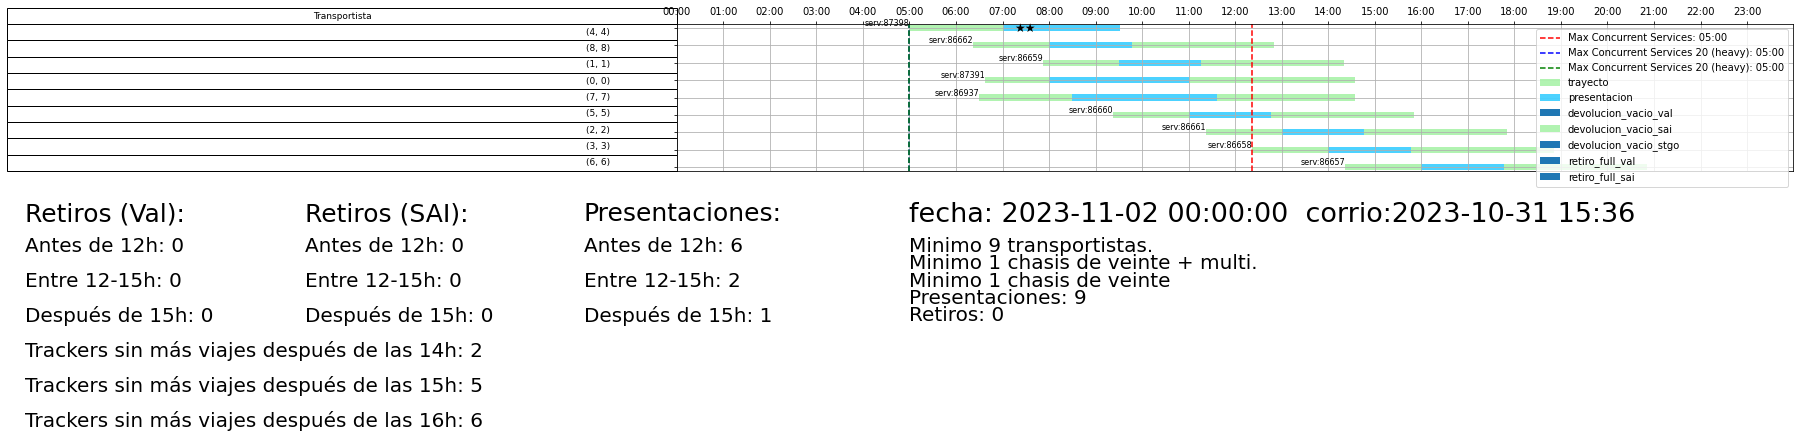 Transportista
00:00 01:00 02:00 03:00 04:00 05:00 06:00 07:00 08:00 09:00 10:00 11:00 12:00 13:00 14:00 15:00 16:00 17:00 18:00 19:00 20:00 21:00 22:00 23:00
(4, 4) serv:87398
(8, 8) serv:86662
(1, 1) serv:86659
(0, 0) serv:87391
(7, 7) serv:86937
(5, 5) serv:86660
(2, 2) serv:86661
(3, 3) serv:86658
(6, 6) serv:86657
Max Concurrent Services: 05:00
Max Concurrent Services 20 (heavy): 05:00
Max Concurrent Services 20 (heavy): 05:00
trayecto
presentacion
devolucion_vacio_val
devolucion_vacio_sai
devolucion_vacio_stgo
retiro_full_val
retiro_full_sai
Retiros (Val):
Antes de 12h: 0
Entre 12-15h: 0
Después de 15h: 0
Trackers sin más viajes después de las 14h: 2
Trackers sin más viajes después de las 15h: 5
Trackers sin más viajes después de las 16h: 6
Retiros (SAI):
Antes de 12h: 0
Entre 12-15h: 0
Después de 15h: 0
Presentaciones:
Antes de 12h: 6
Entre 12-15h: 2
Después de 15h: 1
fecha: 2023-11-02 00:00:00  corrio:2023-10-31 15:36
Minimo 9 transportistas.
Minimo 1 chasis de veinte + multi.
Minimo 1 chasis de veinte
Presentaciones: 9
Retiros: 0